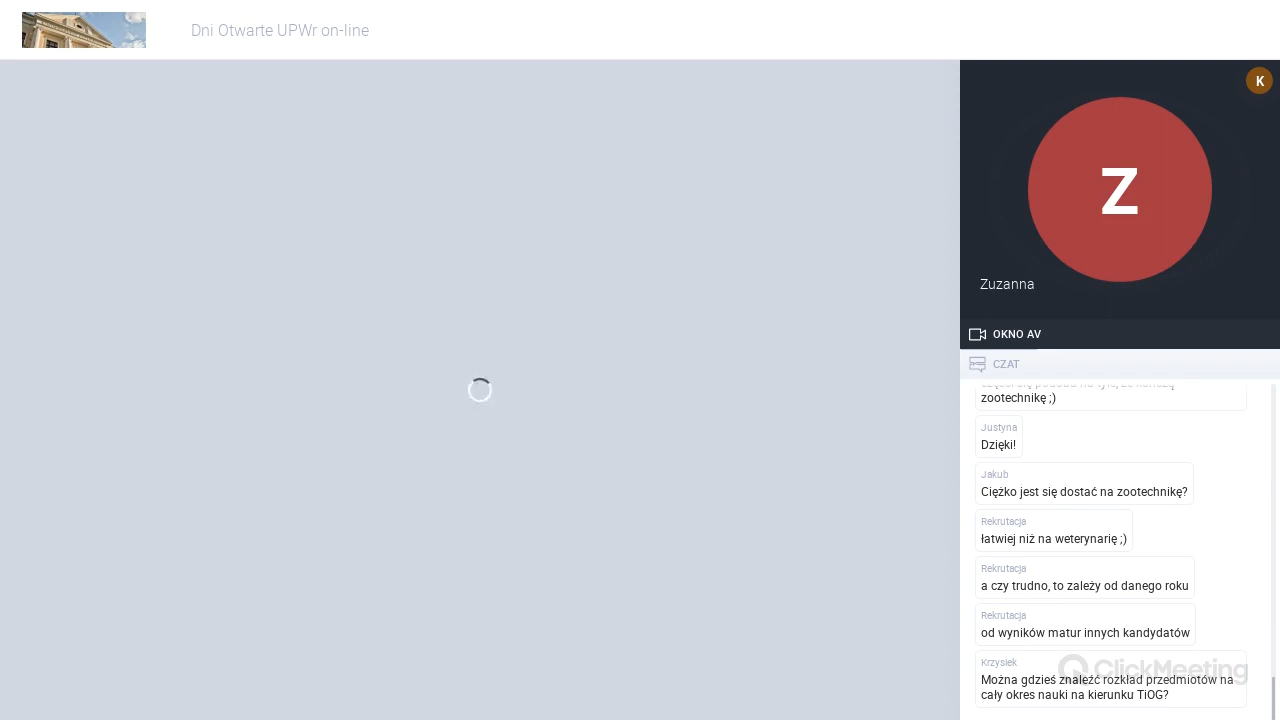 Dni Otwarte UPWr on-line
K
Z
Zuzanna
OKNO AV
CZAT
zootechnikę ;)
Justyna
Dzięki!
Jakub
Ciężko jest się dostać na zootechnikę?
Rekrutacja
łatwiej niż na weterynarię ;)
Rekrutacja
a czy trudno, to zależy od danego roku
Rekrutacja
od wyników matur innych kandydatów
Krzysiek
ClickMeeting
Można gdzieś znaleźć rozkład przedmiotów na
cały okres nauki na kierunku TiOG?